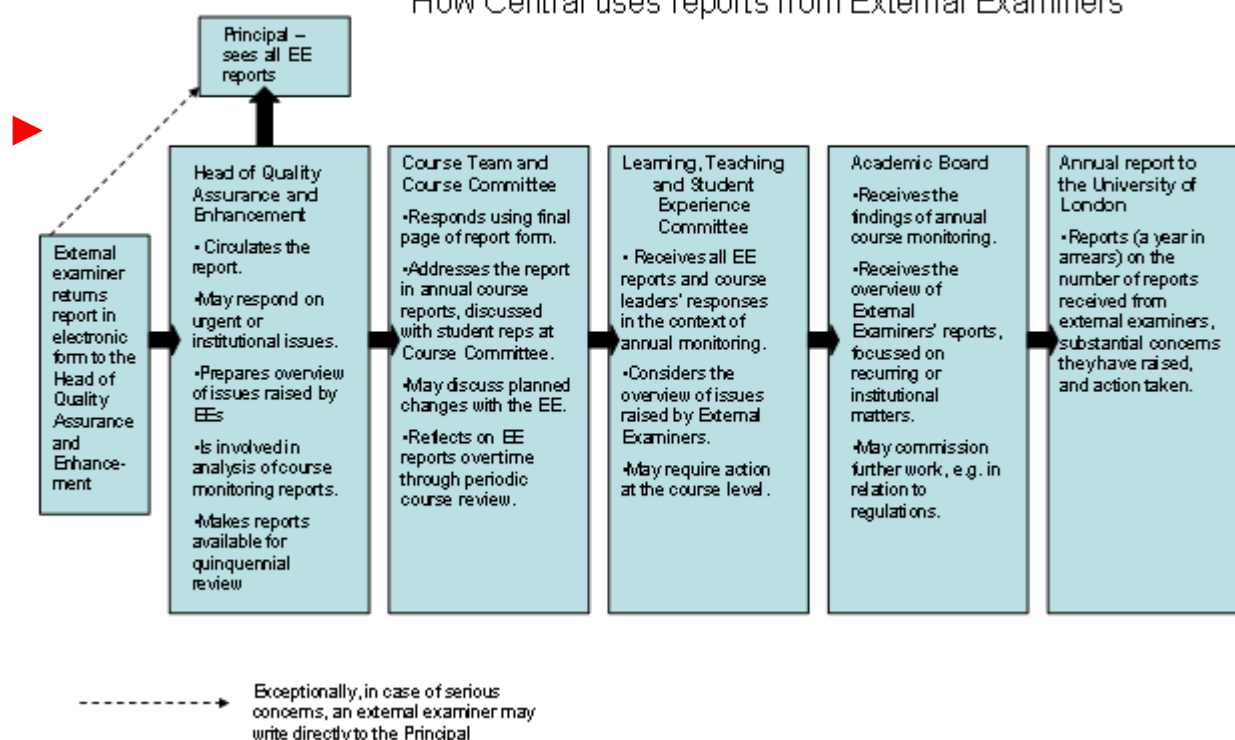 How Central uses reports from External Examiners
Principal –
sees all EE
reports
External
examiner
returns
report in
electronic
form to the
Head of
Quality
Assurance
and
Enhance-
ment
Head of Quality
Assurance and
Enhancement
• Circulates the
report.
•May respond on
urgent or
institutional issues.
•Prepares overview
of issues raised by
EEs
•Is involved in
analysis of course
monitoring reports.
•Makes reports
available for
quinquennial
review
Course Team and
Course Committee
•Responds using final
page of report form.
•Addresses the report
in annual course
reports, discussed
with student reps at
Course Committee.
•May discuss planned
changes with the EE.
•Reflects on EE
reports overtime
through periodic
course review.
Learning, Teaching
and Student
Experience
Committee
• Receives all EE
reports and course
leaders' responses
in the context of
annual monitoring.
•Considers the
overview of issues
raised by External
Examiners.
•May require action
at the course level.
Academic Board
•Receives the
findings of annual
course monitoring.
•Receives the
overview of
External
Examiners' reports,
focussed on
recurring or
institutional
matters.
•May commission
further work, e.g. in
relation to
regulations.
Annual report to
the University of
London
•Reports (a year in
arrears) on the
number of reports
received from
external examiners,
substantial concerns
they have raised,
and action taken.
Exceptionally, in case of serious
concerns, an external examiner may
write directly to the Principal